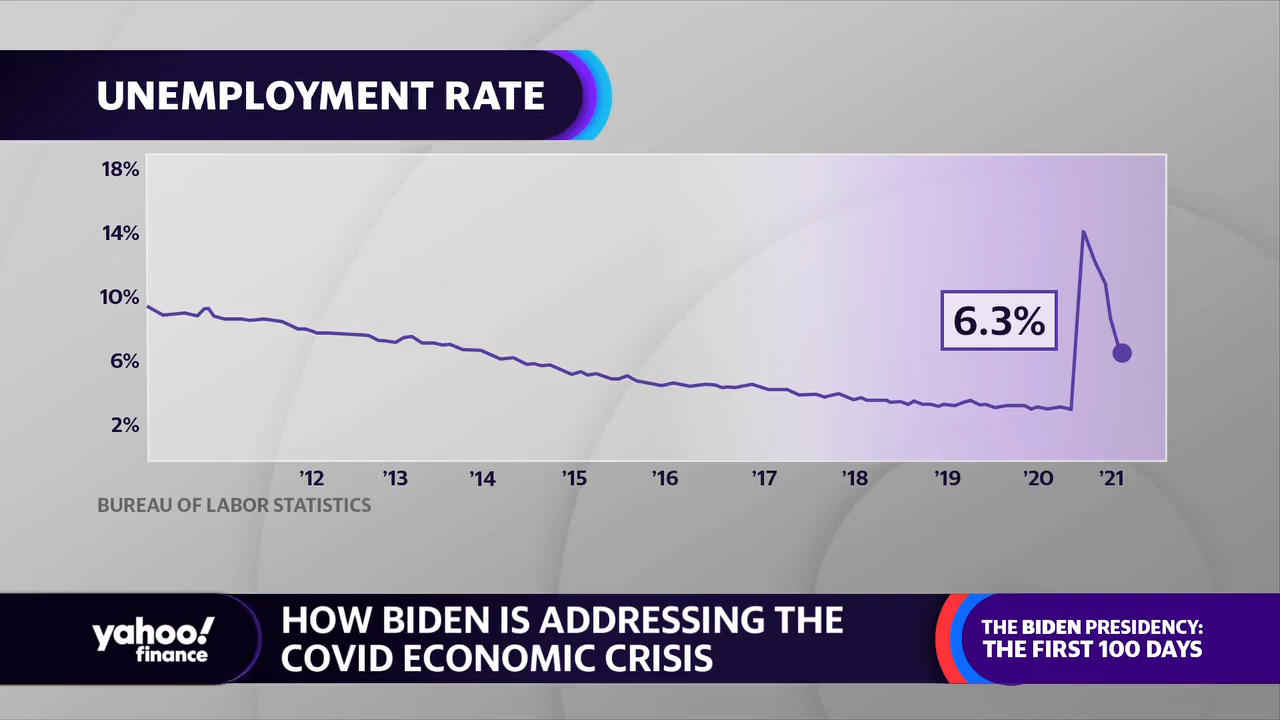 UNEMPLOYMENT RATE
18%
14%
10%
6%
2%
6.3%
’12 ’13 ’14 ’15 ’16 ’17 ’18 ’19 ’20 ’21
BUREAU OF LABOR STATISTICS
yahoo!
finance
HOW BIDEN IS ADDRESSING THE
COVID ECONOMIC CRISIS
THE BIDEN PRESIDENCY:
THE FIRST 100 DAYS